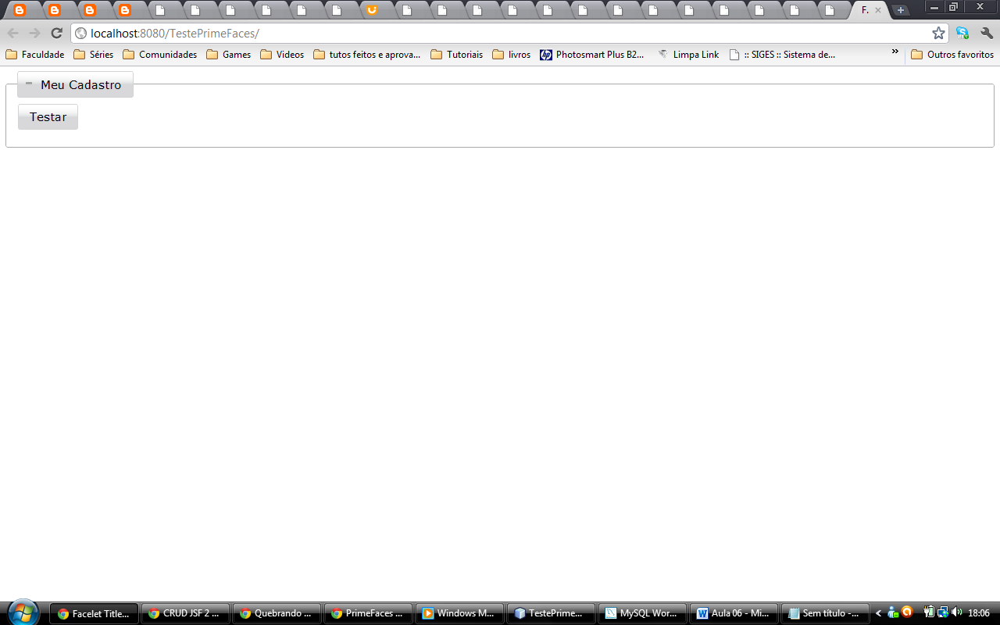 F.
localhost:8080/TestePrimeFaces/
Faculdade Séries Comunidades Games Videos tutos feitos e aprova... Tutoriais livros Photosmart Plus B2... Limpa Link :: SIGES :: Sistema de... » Outros favoritos
Meu Cadastro
Testar
Facelet Title... CRUD JSF 2 ... Quebrando ... PrimeFaces ... Windows M... TestePrime... MySQL Wor... Aula 06 - Mi... Sem título -... 18:06